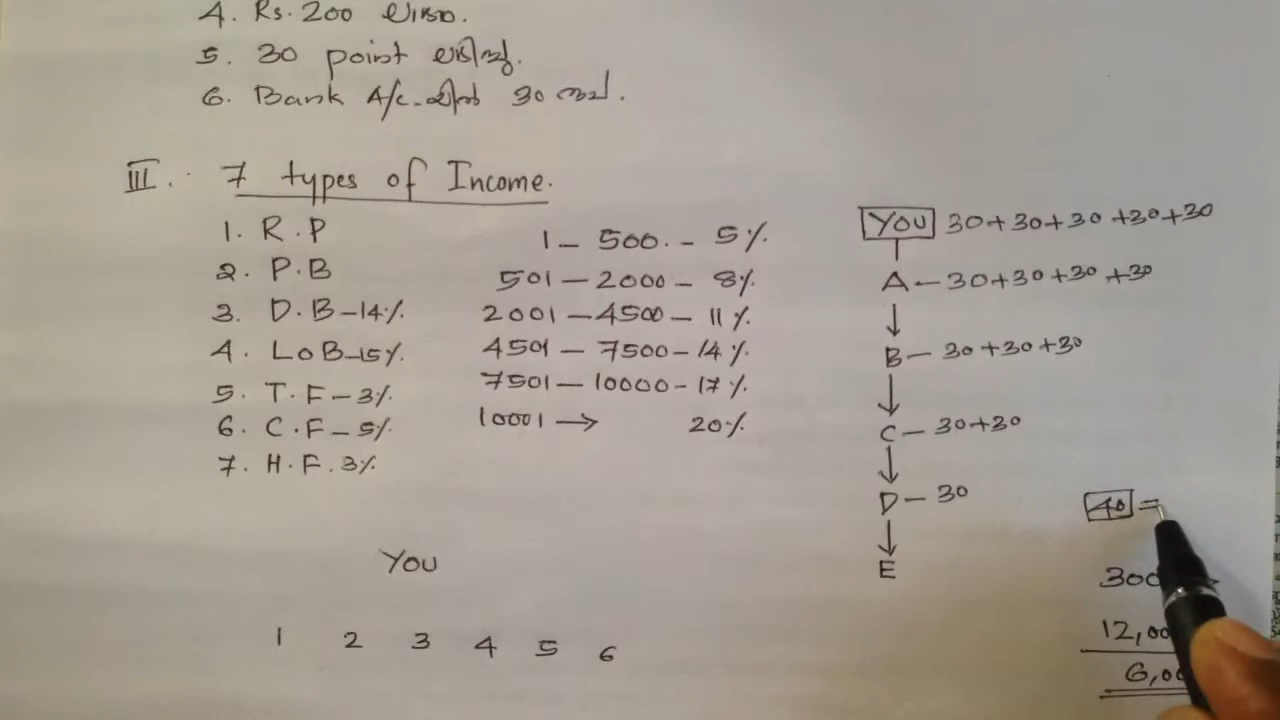 4. Rs. 200 ലാഭം.
5. 30 point
6. Bank A/c-യിൽ 30 രൂപ.
III. 7 types of Income.
1. R.P
2. P.B
3. D.B – 14%
4. LoB – 15%
5. T.F – 3%
6. C.F – 5%
7. H.F. 3%
1 – 500. – 5%
501 – 2000 – 8%
2001 – 4500 – 11%
4501 – 7500 – 14%
7501 – 10000 – 17%
10001 → 20%
YOU 30+30+30+30+30
A – 30+30+30+30
B – 30+30+30
C – 30+30
D – 30
E
40 =
YOU
1 2 3 4 5 6